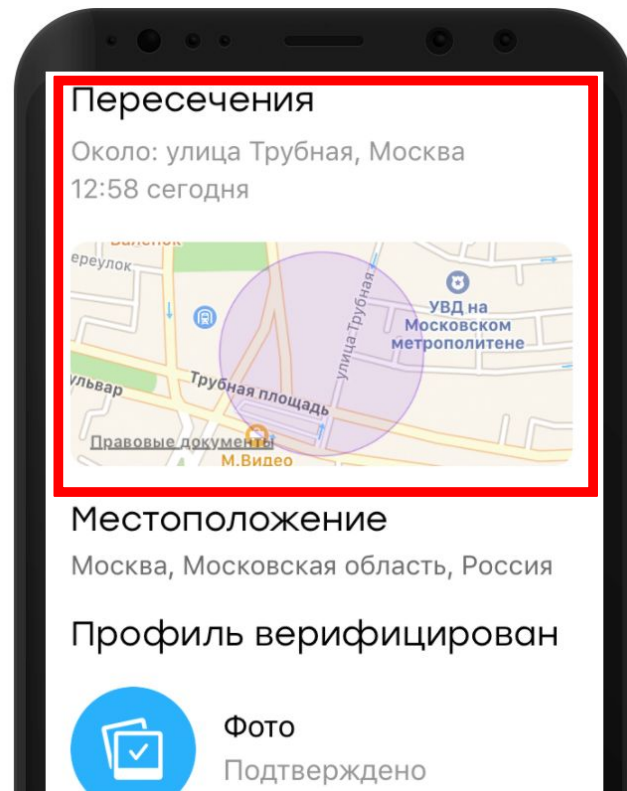 Пересечения
Около: улица Трубная, Москва
12:58 сегодня
ереулок
УВД на
Московском
метрополитене
улица Трубная
ульвар
Трубная площадь
Правовые документы
М.Видео
Местоположение
Москва, Московская область, Россия
Профиль верифицирован
Фото
Подтверждено